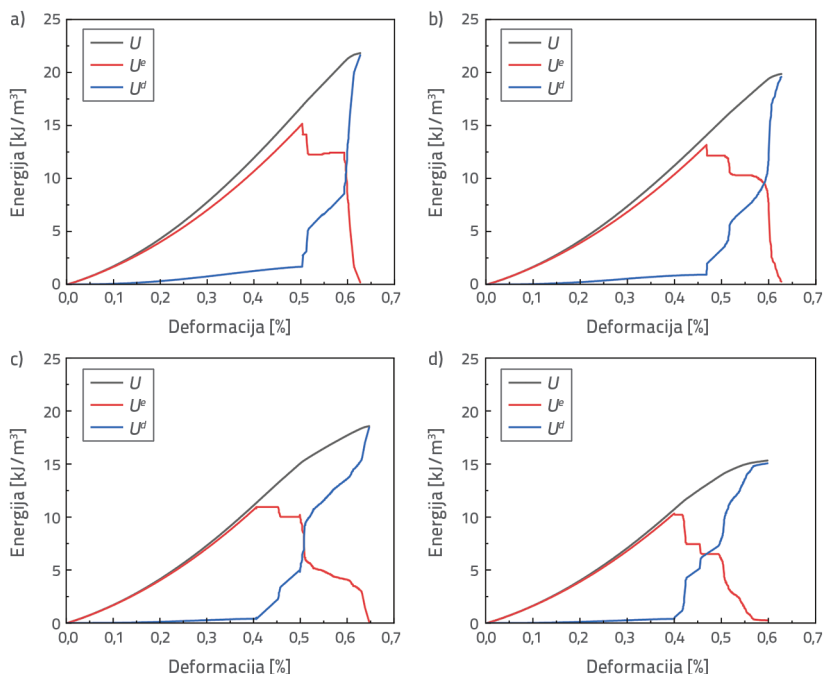 a)
25
20
15
10
5
0
Energija [kJ/m³]
U
Uᵉ
Uᵈ
0,0 0,1 0,2 0,3 0,4 0,5 0,6 0,7
Deformacija [%]
b)
25
20
15
10
5
0
Energija [kJ/m³]
U
Uᵉ
Uᵈ
0,0 0,1 0,2 0,3 0,4 0,5 0,6 0,7
Deformacija [%]
c)
25
20
15
10
5
0
Energija [kJ/m³]
U
Uᵉ
Uᵈ
0,0 0,1 0,2 0,3 0,4 0,5 0,6 0,7
Deformacija [%]
d)
25
20
15
10
5
0
Energija [kJ/m³]
U
Uᵉ
Uᵈ
0,0 0,1 0,2 0,3 0,4 0,5 0,6 0,7
Deformacija [%]